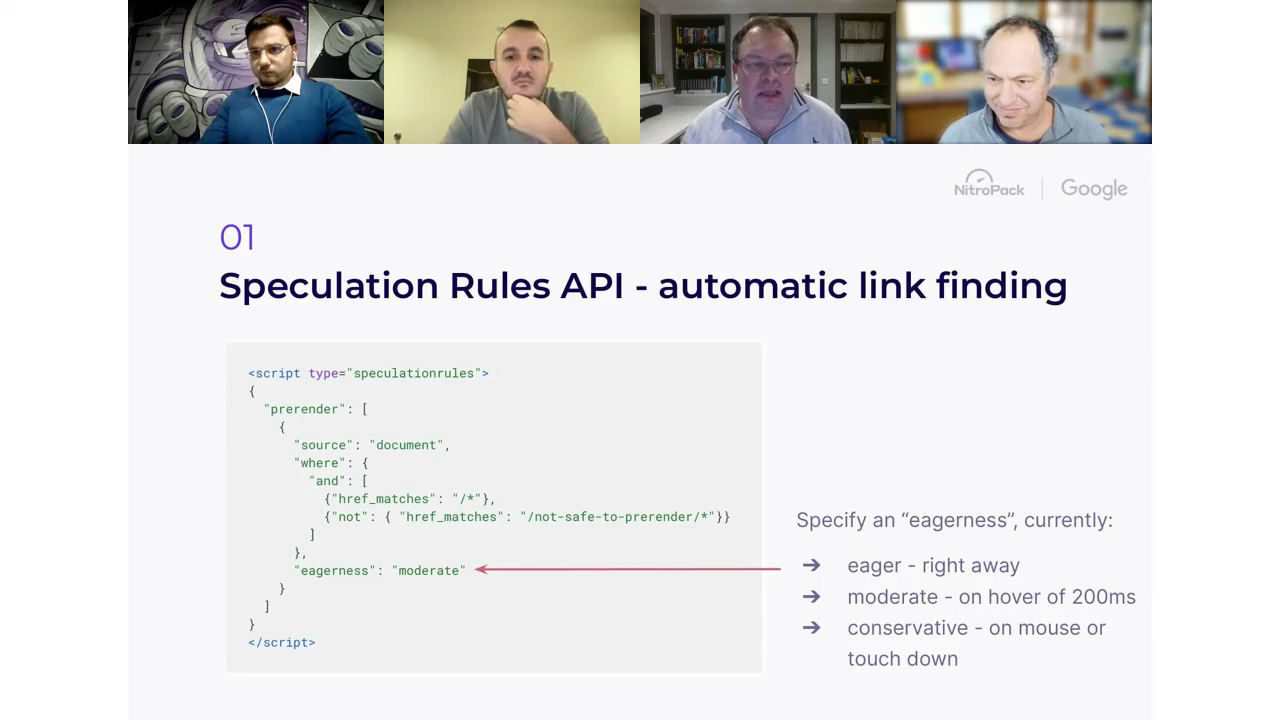 NitroPack | Google
01
Speculation Rules API - automatic link finding
<script type="speculationrules">
{
  "prerender": [
    {
      "source": "document",
      "where": {
        "and": [
          {"href_matches": "/*"},
          {"not": { "href_matches": "/not-safe-to-prerender/*"}}
        ]
      },
      "eagerness": "moderate"
    }
  ]
}
</script>
Specify an “eagerness”, currently:
➔ eager - right away
➔ moderate - on hover of 200ms
➔ conservative - on mouse or
touch down